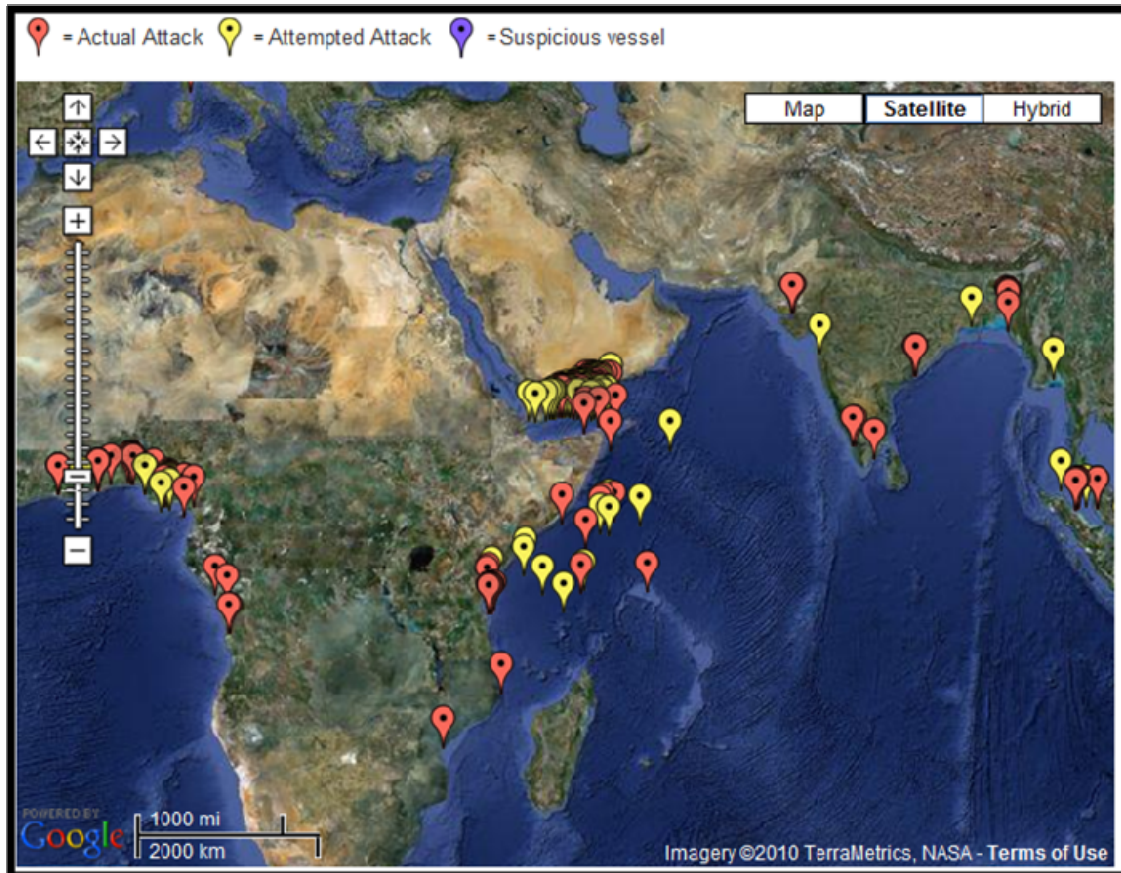 = Actual Attack = Attempted Attack = Suspicious vessel
Map Satellite Hybrid
POWERED BY
Google
1000 mi
2000 km
Imagery ©2010 TerraMetrics, NASA - Terms of Use